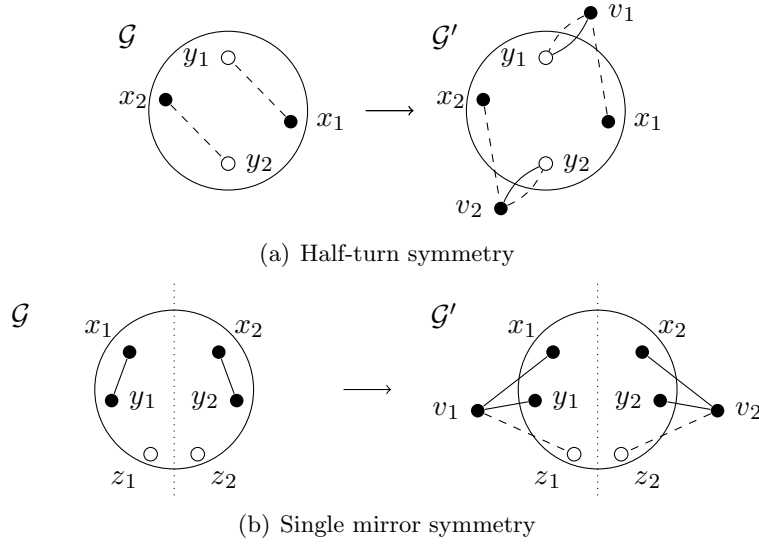 𝒢 𝒢′ v₁
y₁ y₁
x₂ x₁ x₂ x₁
y₂ y₂
v₂
(a) Half-turn symmetry
𝒢 𝒢′
x₁ x₂ x₁ x₂
y₁ y₂ v₁ y₁ y₂ v₂
z₁ z₂ z₁ z₂
(b) Single mirror symmetry